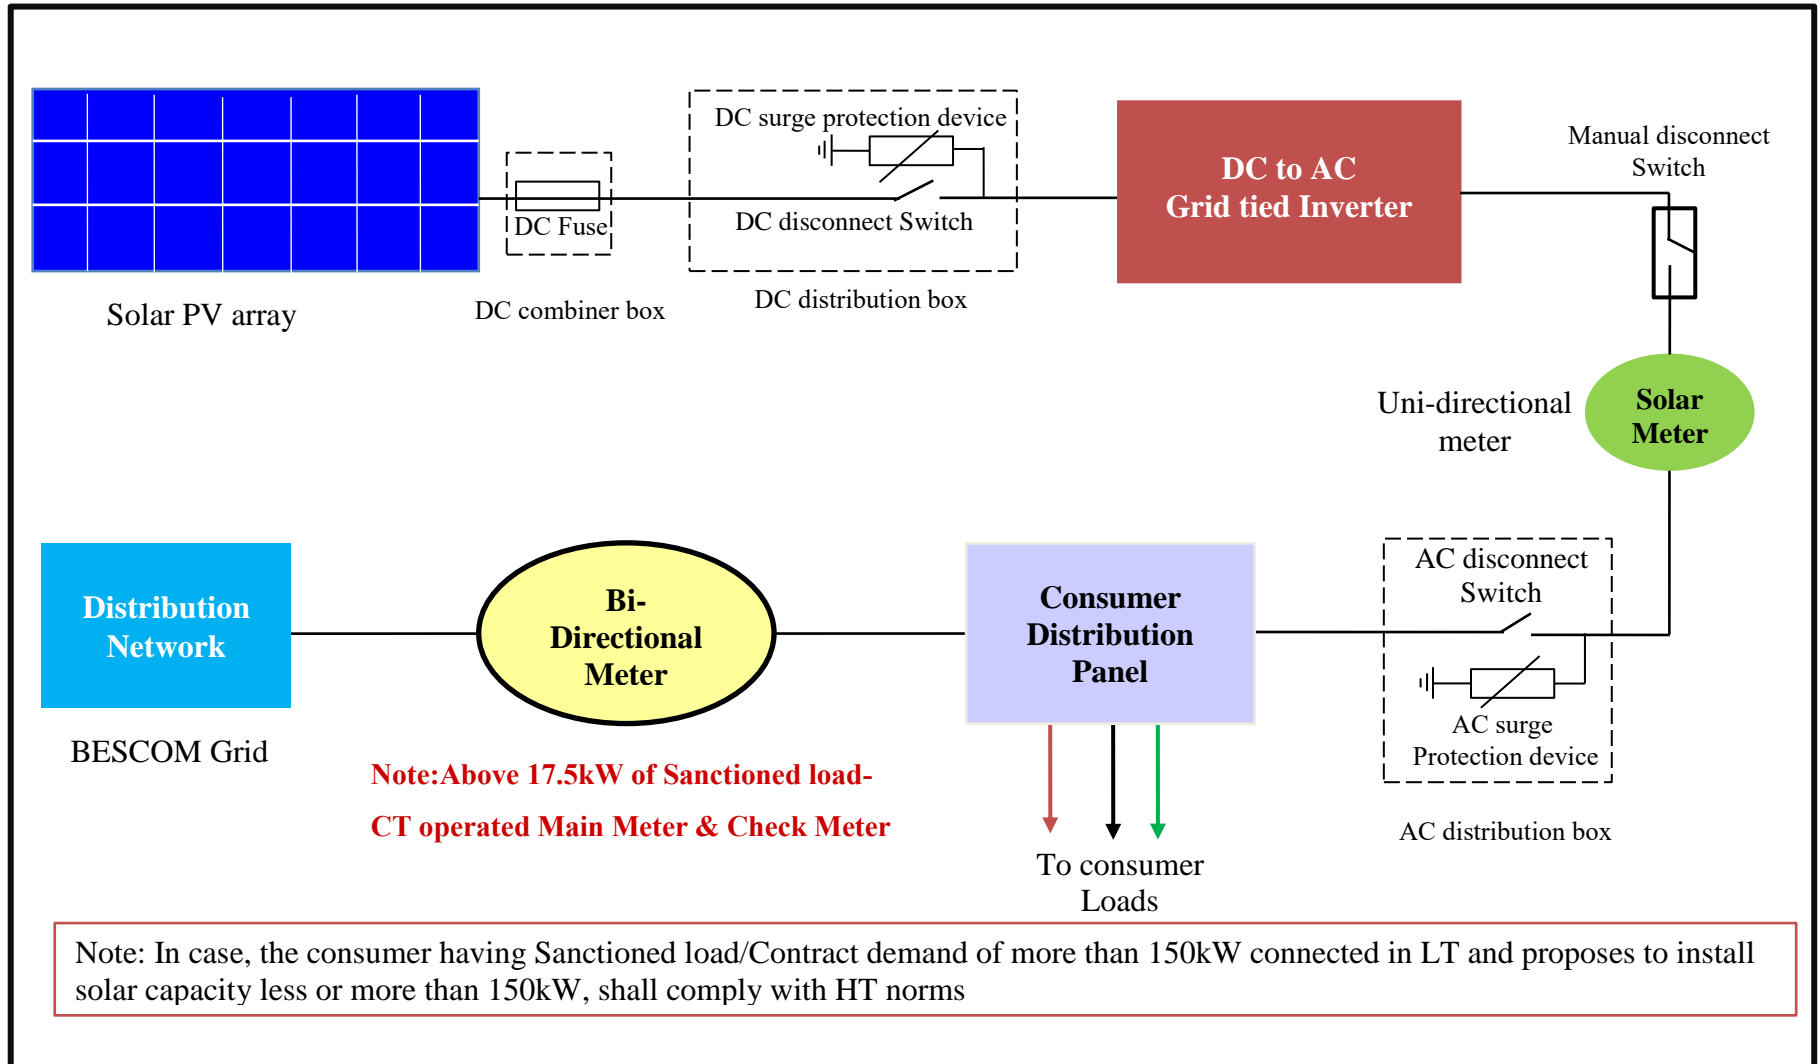 DC surge protection device
DC to AC
Grid tied Inverter
Manual disconnect
Switch
DC Fuse
DC disconnect Switch
Solar PV array
DC combiner box
DC distribution box
Uni-directional
meter
Solar
Meter
Distribution
Network
Bi-
Directional
Meter
Consumer
Distribution
Panel
AC disconnect
Switch
AC surge
Protection device
BESCOM Grid
Note:Above 17.5kW of Sanctioned load-
CT operated Main Meter & Check Meter
AC distribution box
To consumer
Loads
Note: In case, the consumer having Sanctioned load/Contract demand of more than 150kW connected in LT and proposes to install
solar capacity less or more than 150kW, shall comply with HT norms